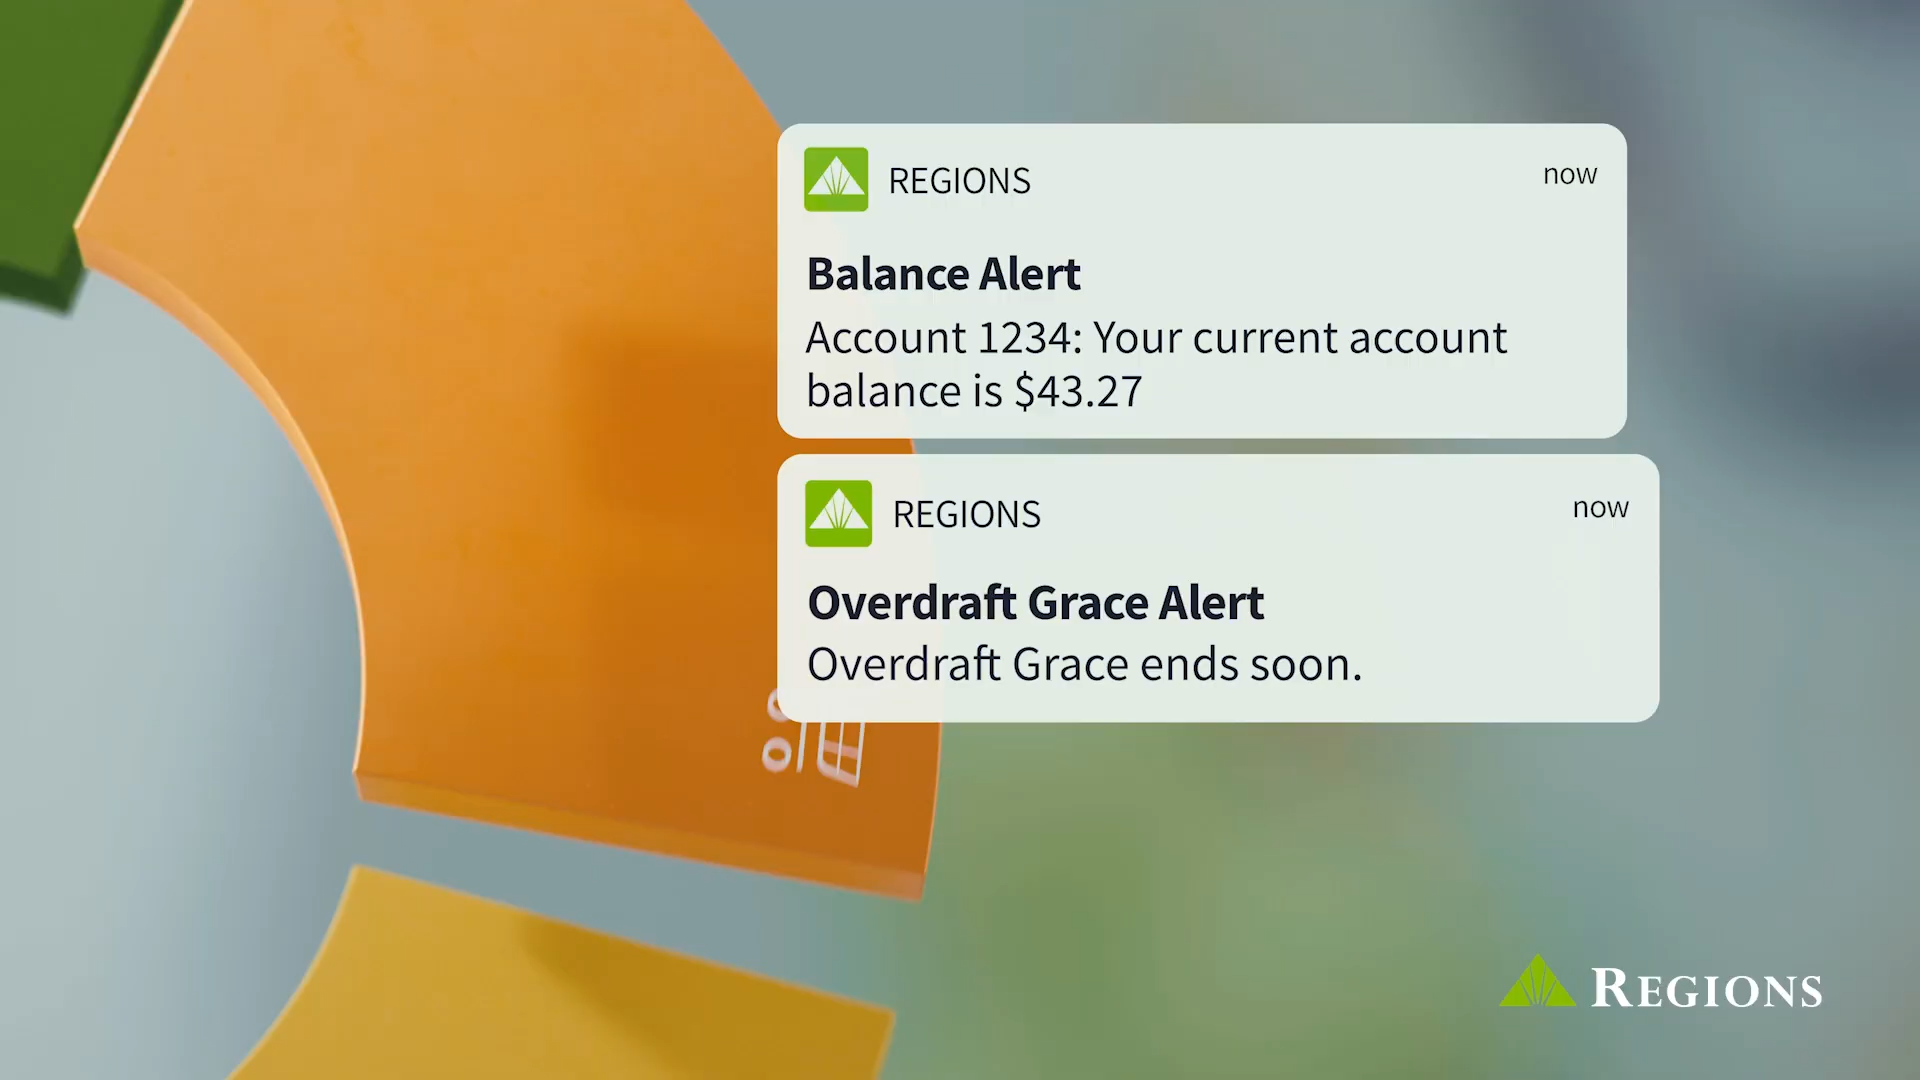 REGIONS
now
Balance Alert
Account 1234: Your current account
balance is $43.27
REGIONS
now
Overdraft Grace Alert
Overdraft Grace ends soon.
REGIONS